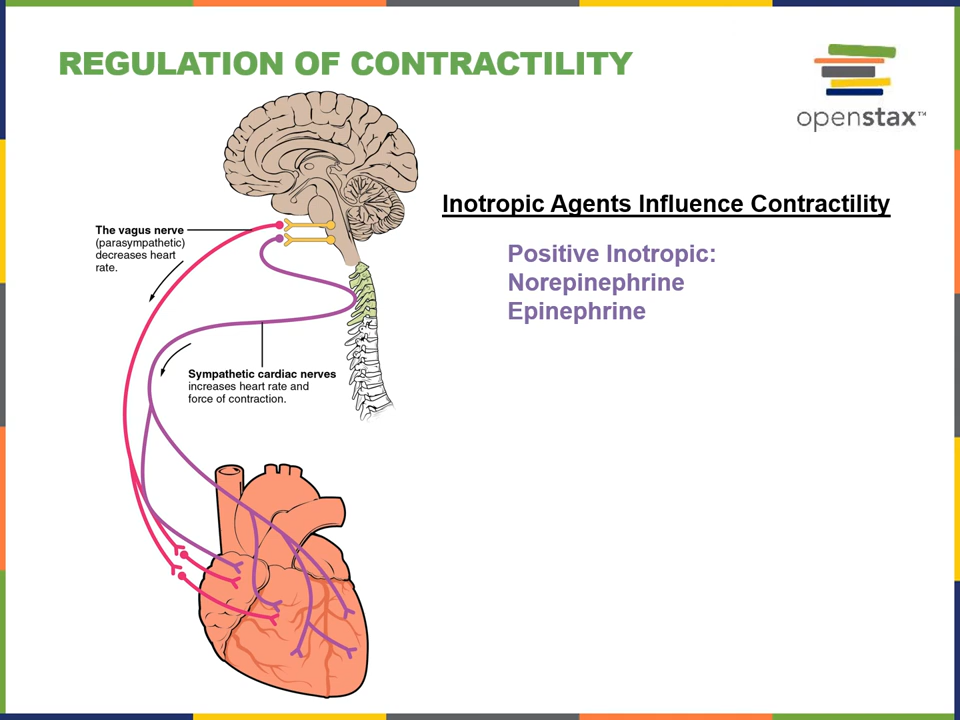 REGULATION OF CONTRACTILITY
openstax™
Inotropic Agents Influence Contractility
Positive Inotropic:
Norepinephrine
Epinephrine
The vagus nerve
(parasympathetic)
decreases heart
rate.
Sympathetic cardiac nerves
increases heart rate and
force of contraction.